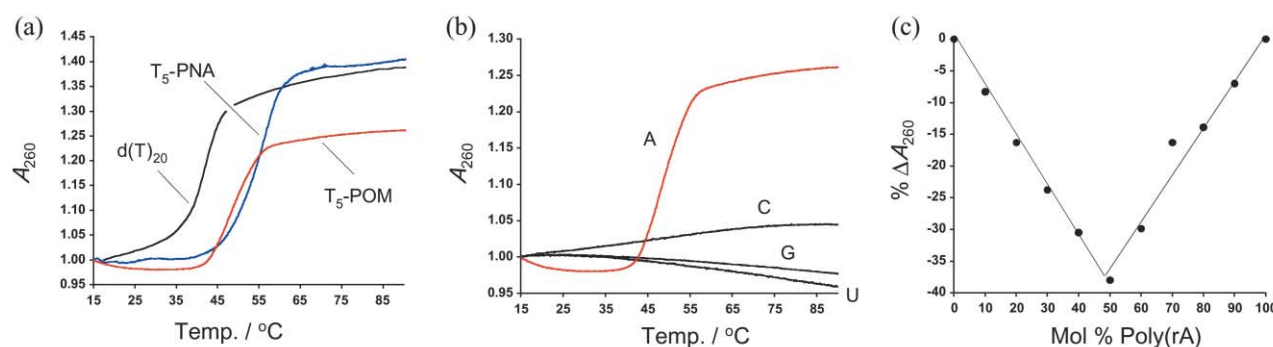 (a)
A260
1.45
1.40
1.35
1.30
1.25
1.20
1.15
1.10
1.05
1.00
0.95
T5-PNA
d(T)20
T5-POM
15 25 35 45 55 65 75 85
Temp. / °C
(b)
A260
1.30
1.25
1.20
1.15
1.10
1.05
1.00
0.95
A
C
G
U
15 25 35 45 55 65 75 85
Temp. / °C
(c)
% ΔA260
0
-5
-10
-15
-20
-25
-30
-35
-40
0 10 20 30 40 50 60 70 80 90 100
Mol % Poly(rA)